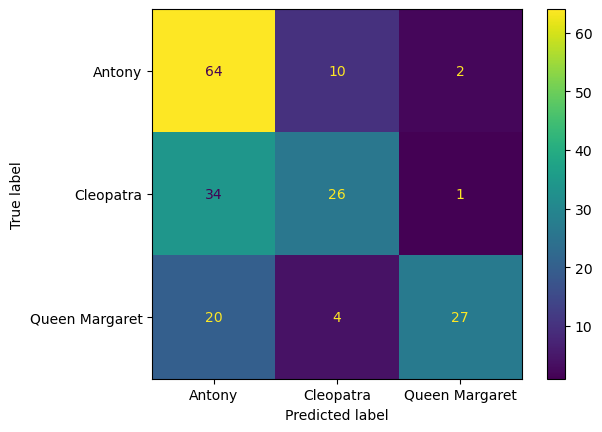 60
Antony
64
10
2
50
40
True label
Cleopatra
34
26
1
30
20
Queen Margaret
20
4
27
10
Antony
Cleopatra
Queen Margaret
Predicted label